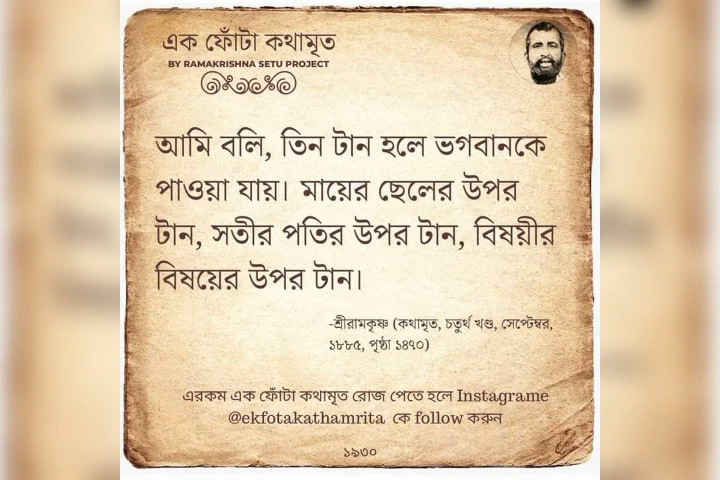 এক ফোঁটা কথামৃত
BY RAMAKRISHNA SETU PROJECT
আমি বলি, তিন টান হলে ভগবানকে
পাওয়া যায়। মায়ের ছেলের উপর
টান, সতীর পতির উপর টান, বিষয়ীর
বিষয়ের উপর টান।
-শ্রীরামকৃষ্ণ (কথামৃত, চতুর্থ খণ্ড, সেপ্টেম্বর,
১৮৮৫, পৃষ্ঠা ১৪৭০)
এরকম এক ফোঁটা কথামৃত রোজ পেতে হলে Instagrame
@ekfotakathamrita কে follow করুন
১৯৩০